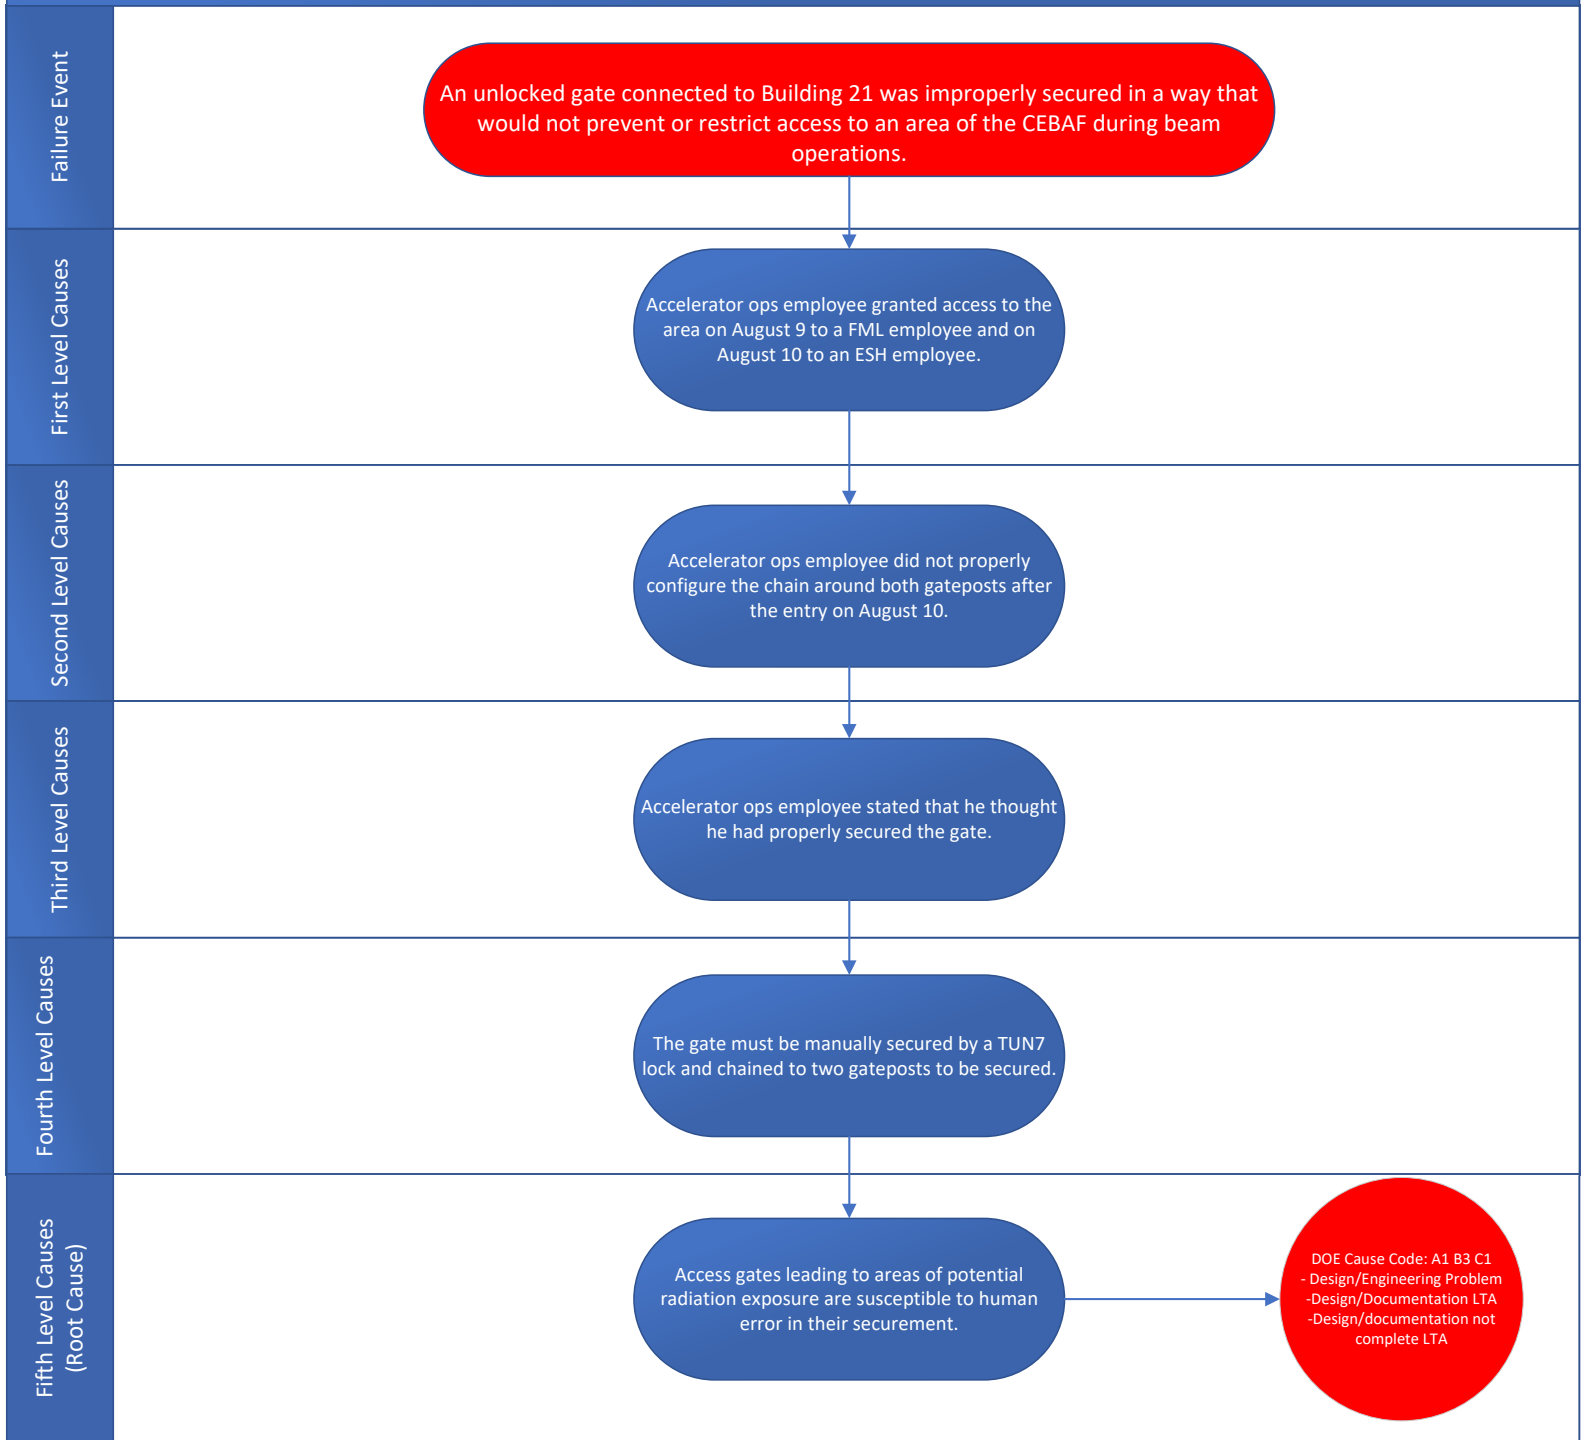 Failure Event
An unlocked gate connected to Building 21 was improperly secured in a way that
would not prevent or restrict access to an area of the CEBAF during beam
operations.
First Level Causes
Accelerator ops employee granted access to the
area on August 9 to a FML employee and on
August 10 to an ESH employee.
Second Level Causes
Accelerator ops employee did not properly
configure the chain around both gateposts after
the entry on August 10.
Third Level Causes
Accelerator ops employee stated that he thought
he had properly secured the gate.
Fourth Level Causes
The gate must be manually secured by a TUN7
lock and chained to two gateposts to be secured.
Fifth Level Causes
(Root Cause)
Access gates leading to areas of potential
radiation exposure are susceptible to human
error in their securement.
DOE Cause Code: A1 B3 C1
- Design/Engineering Problem
-Design/Documentation LTA
-Design/documentation not
complete LTA